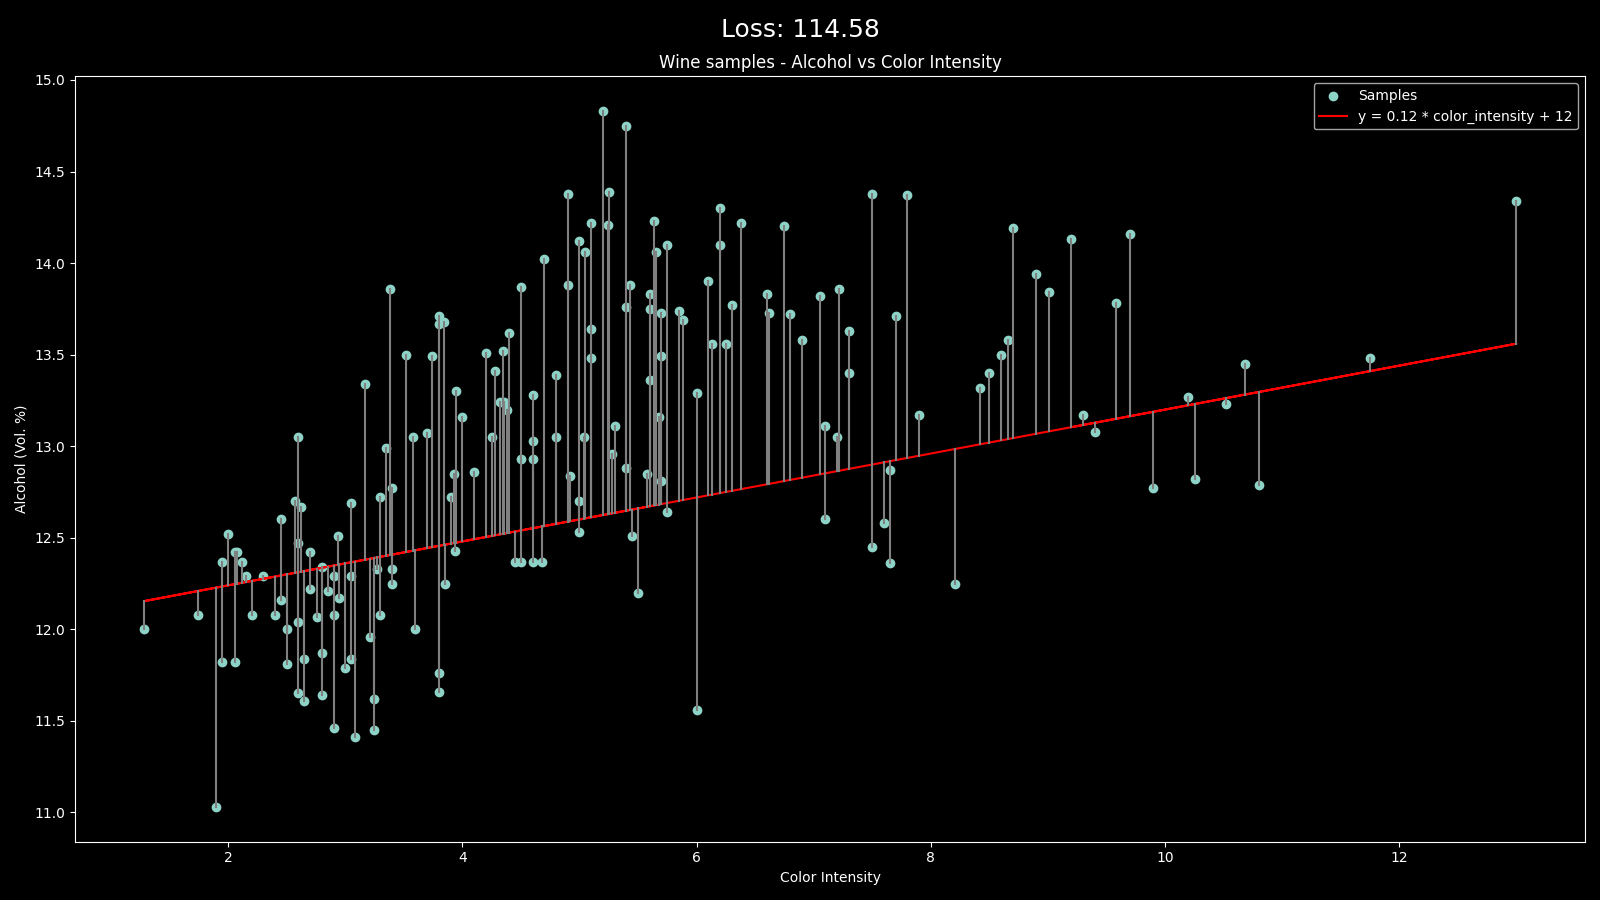 Loss: 114.58
Wine samples - Alcohol vs Color Intensity
Samples
y = 0.12 * color_intensity + 12
Alcohol (Vol. %)
15.0
14.5
14.0
13.5
13.0
12.5
12.0
11.5
11.0
2 4 6 8 10 12
Color Intensity